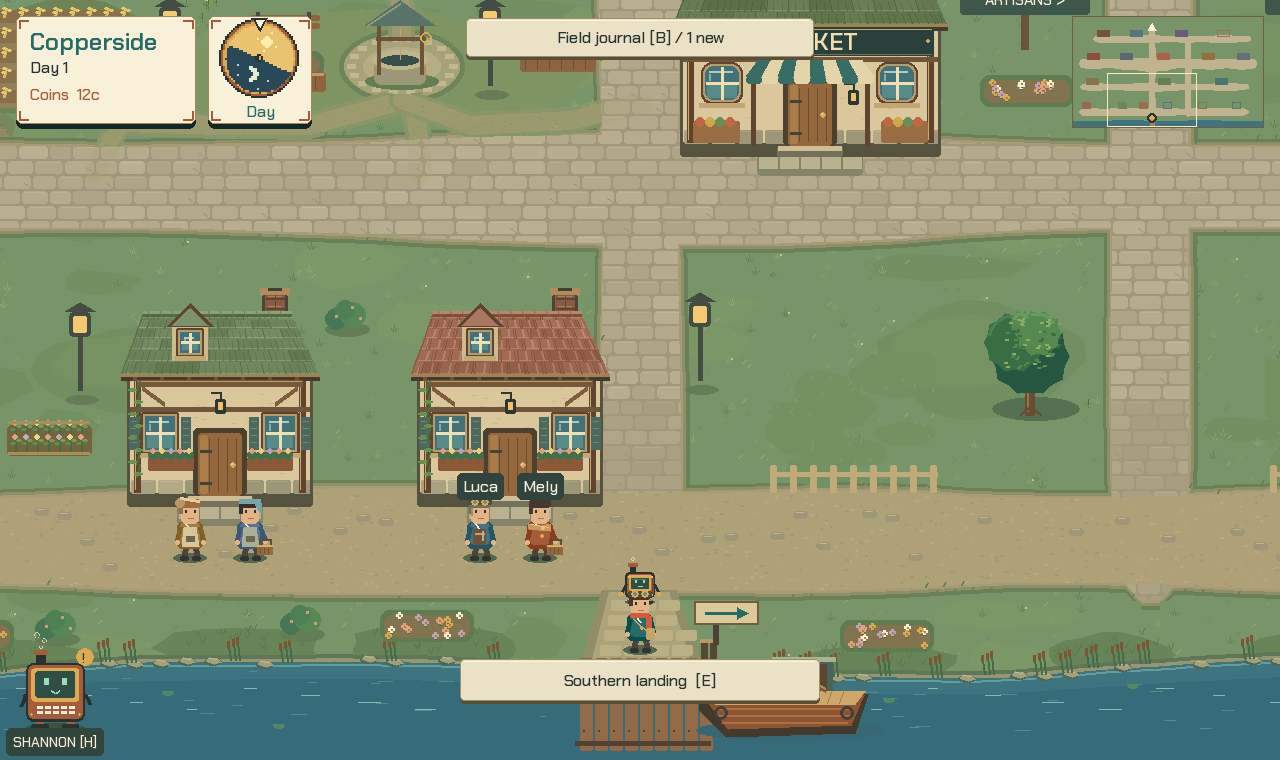 Copperside
Day 1
Coins 12c
Day
Field journal [B] / 1 new
KET
ARTISANS >
Luca
Mely
!
Southern landing [E]
SHANNON [H]